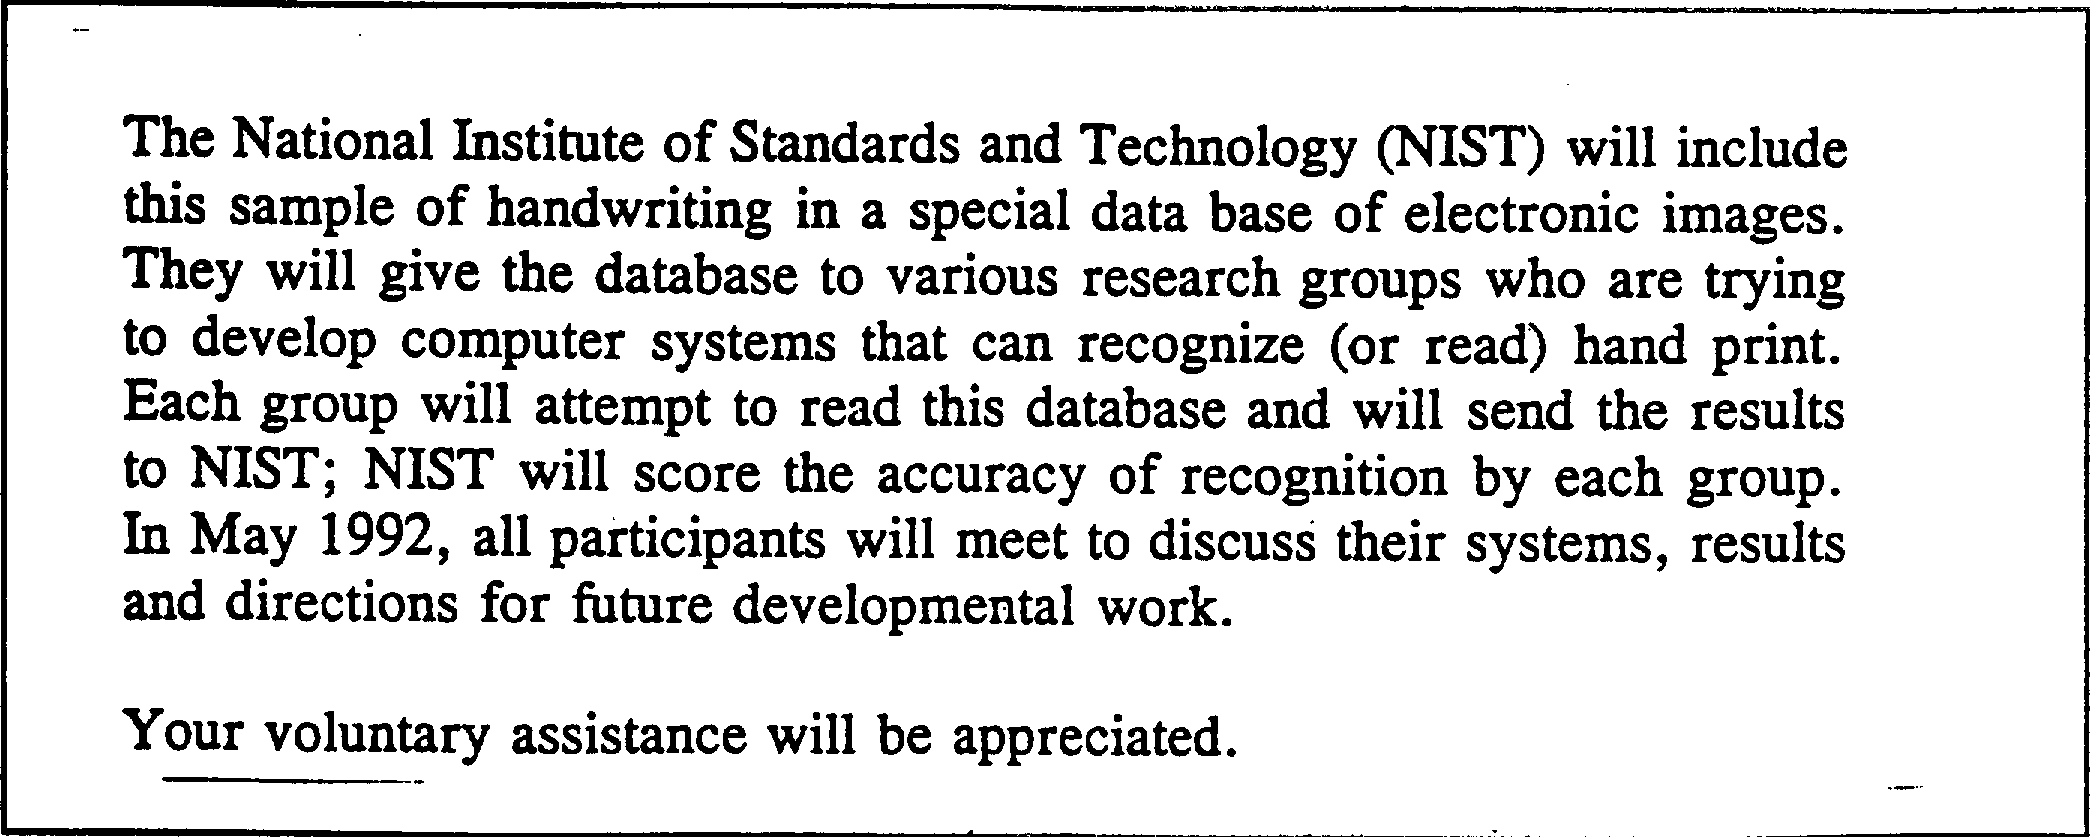 The National Institute of Standards and Technology (NIST) will include
this sample of handwriting in a special data base of electronic images.
They will give the database to various research groups who are trying
to develop computer systems that can recognize (or read) hand print.
Each group will attempt to read this database and will send the results
to NIST; NIST will score the accuracy of recognition by each group.
In May 1992, all participants will meet to discuss their systems, results
and directions for future developmental work.
Your voluntary assistance will be appreciated.